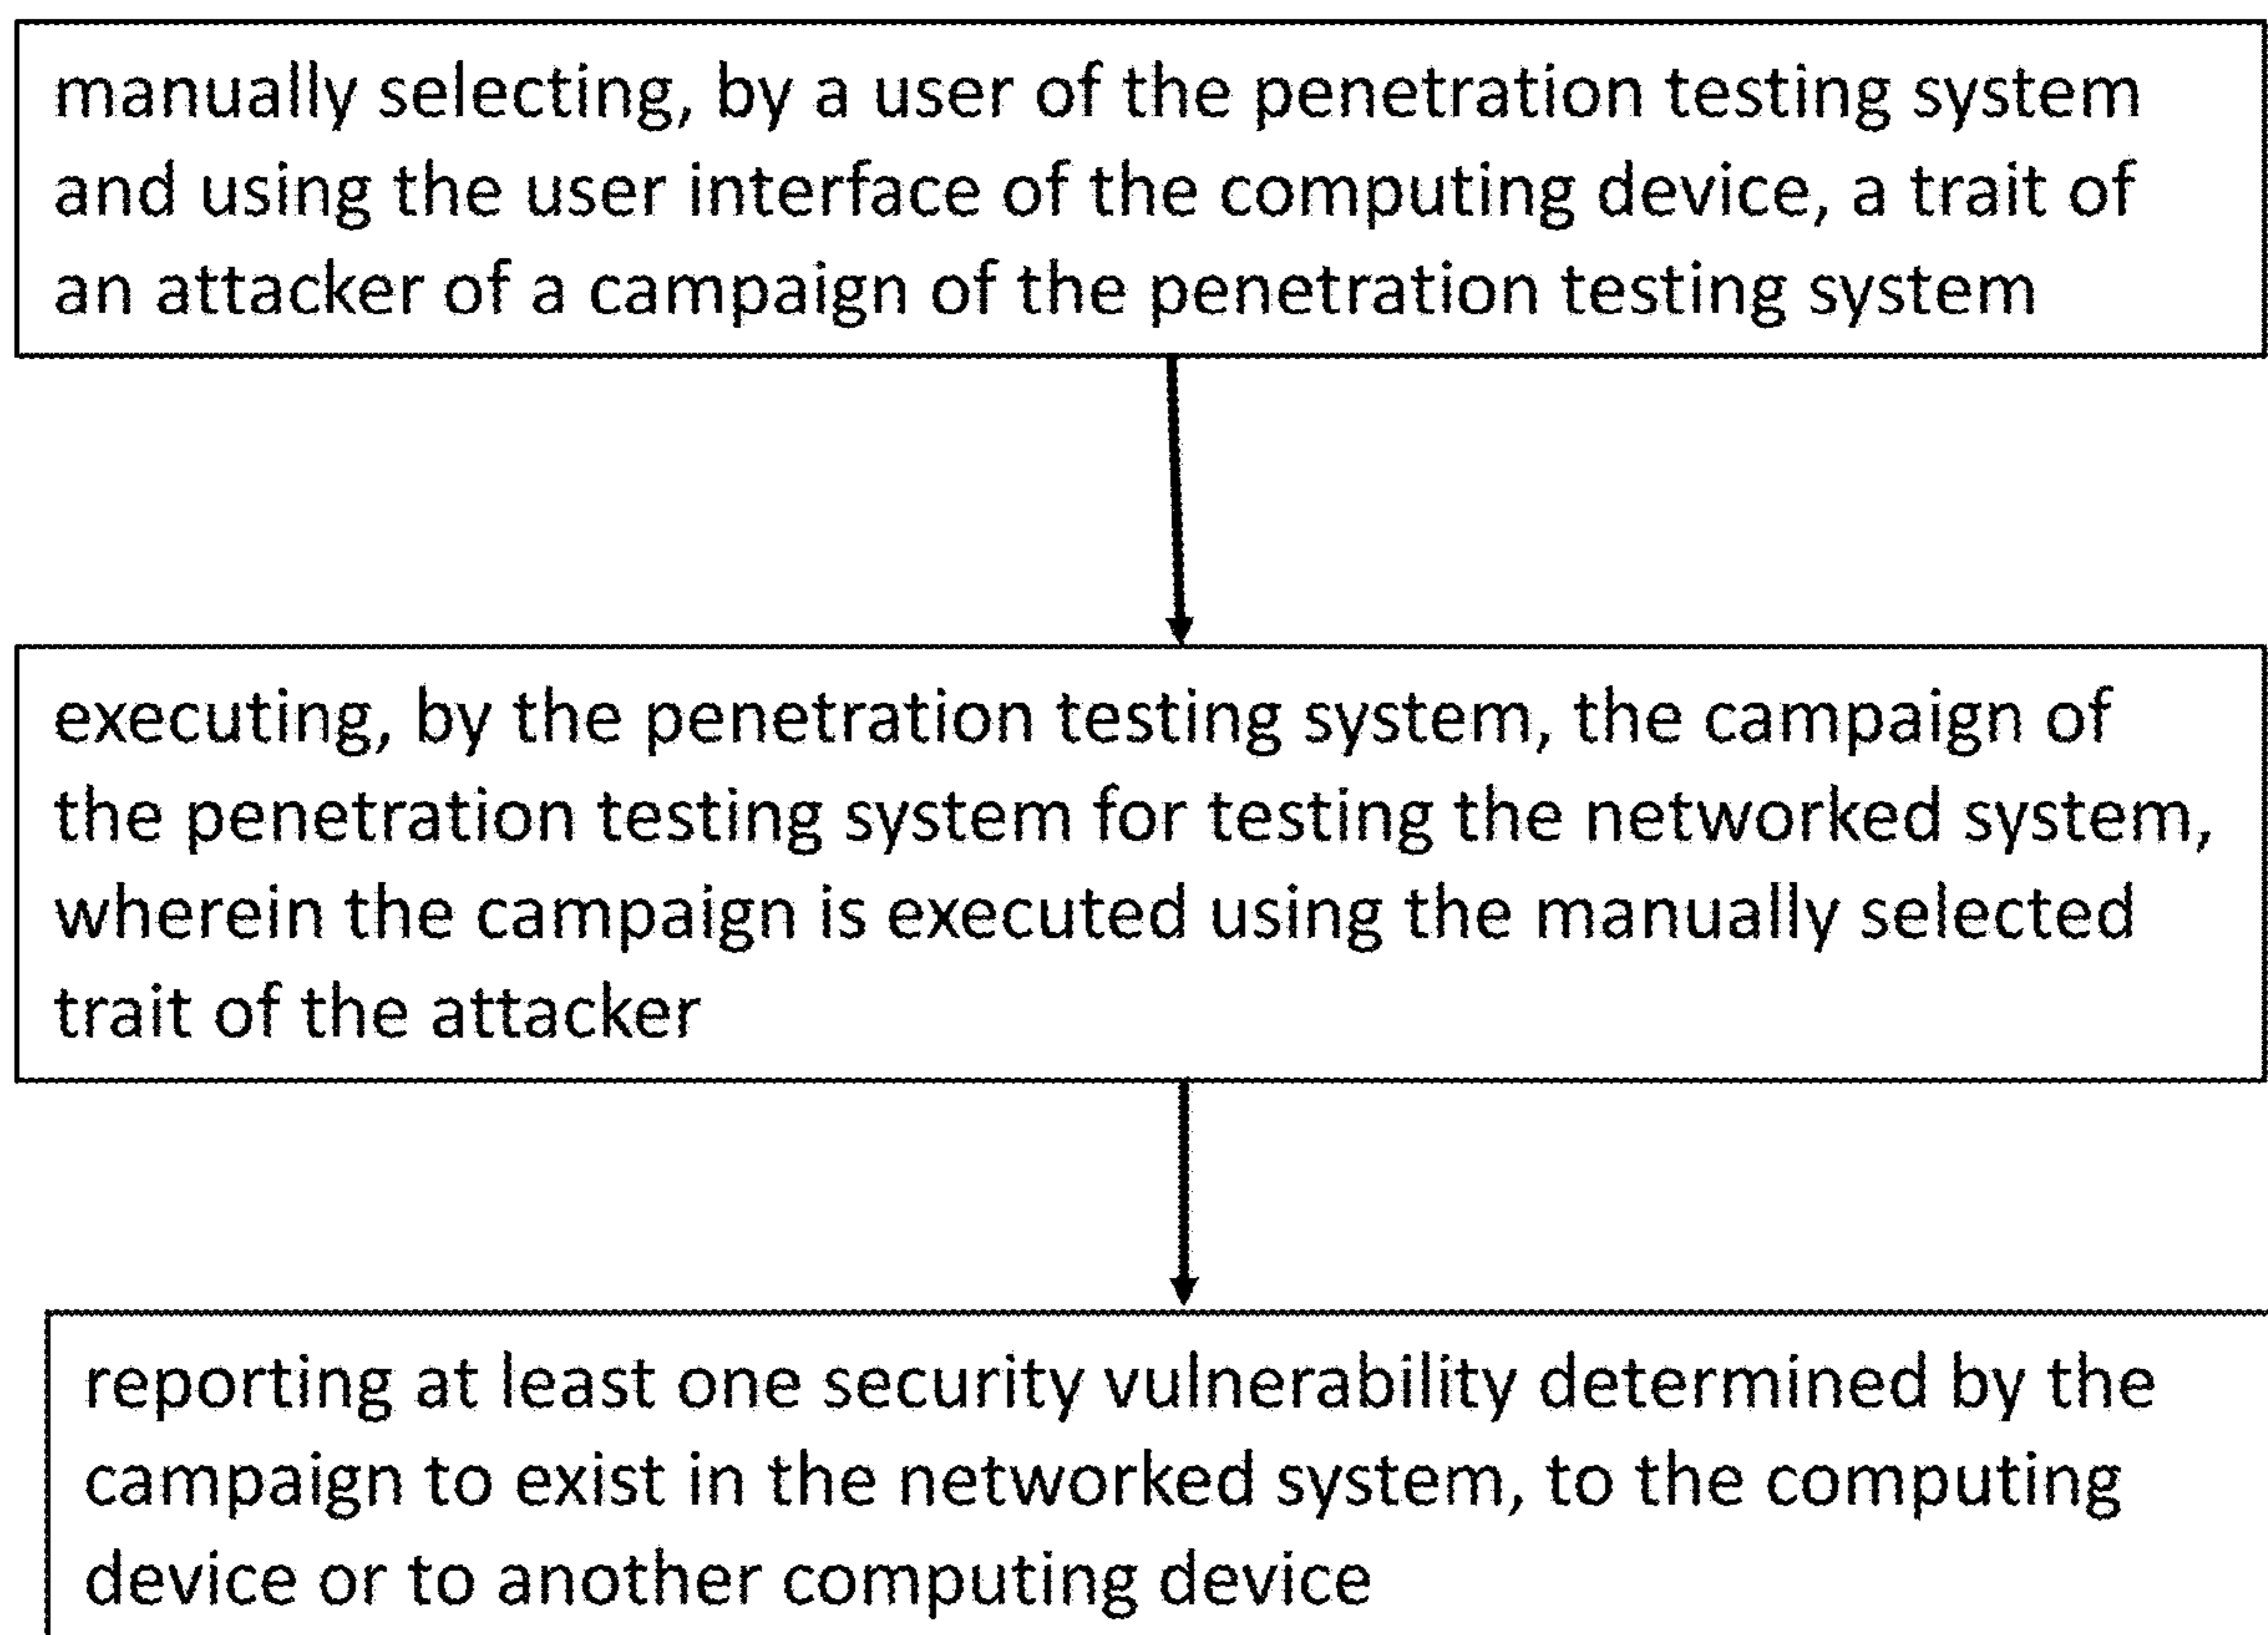 manually selecting, by a user of the penetration testing system
and using the user interface of the computing device, a trait of
an attacker of a campaign of the penetration testing system
executing, by the penetration testing system, the campaign of
the penetration testing system for testing the networked system,
wherein the campaign is executed using the manually selected
trait of the attacker
reporting at least one security vulnerability determined by the
campaign to exist in the networked system, to the computing
device or to another computing device